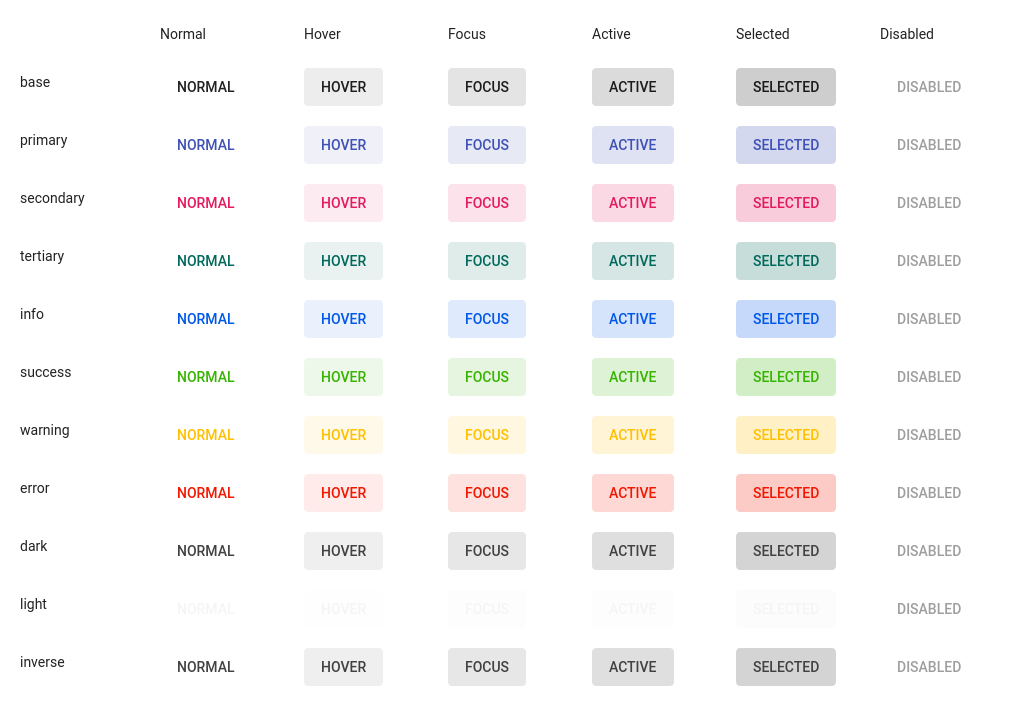 Normal Hover Focus Active Selected Disabled
base NORMAL HOVER FOCUS ACTIVE SELECTED DISABLED
primary NORMAL HOVER FOCUS ACTIVE SELECTED DISABLED
secondary NORMAL HOVER FOCUS ACTIVE SELECTED DISABLED
tertiary NORMAL HOVER FOCUS ACTIVE SELECTED DISABLED
info NORMAL HOVER FOCUS ACTIVE SELECTED DISABLED
success NORMAL HOVER FOCUS ACTIVE SELECTED DISABLED
warning NORMAL HOVER FOCUS ACTIVE SELECTED DISABLED
error NORMAL HOVER FOCUS ACTIVE SELECTED DISABLED
dark NORMAL HOVER FOCUS ACTIVE SELECTED DISABLED
light NORMAL HOVER FOCUS ACTIVE SELECTED DISABLED
inverse NORMAL HOVER FOCUS ACTIVE SELECTED DISABLED